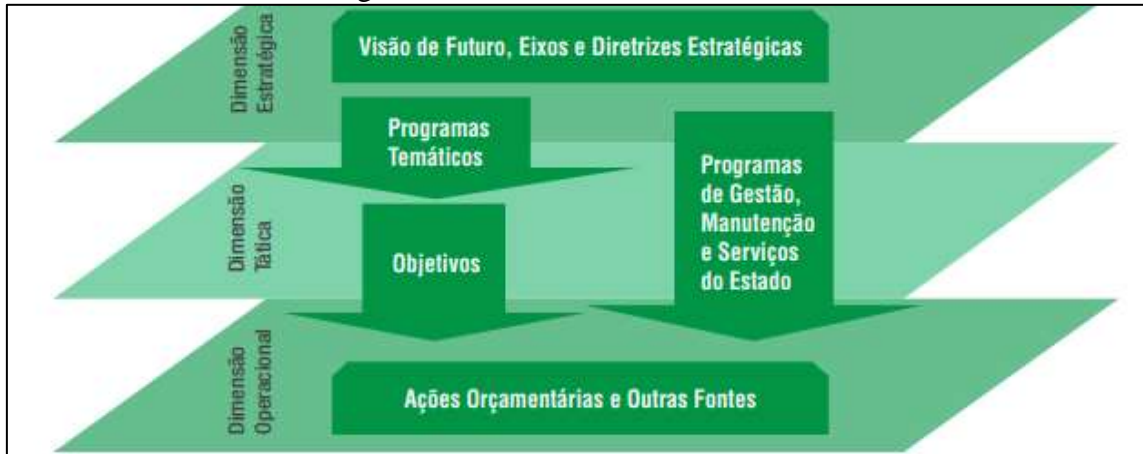 Dimensão
Estratégica
Visão de Futuro, Eixos e Diretrizes Estratégicas
Programas
Temáticos
Dimensão
Tática
Objetivos
Programas
de Gestão,
Manutenção
e Serviços
do Estado
Dimensão
Operacional
Ações Orçamentárias e Outras Fontes